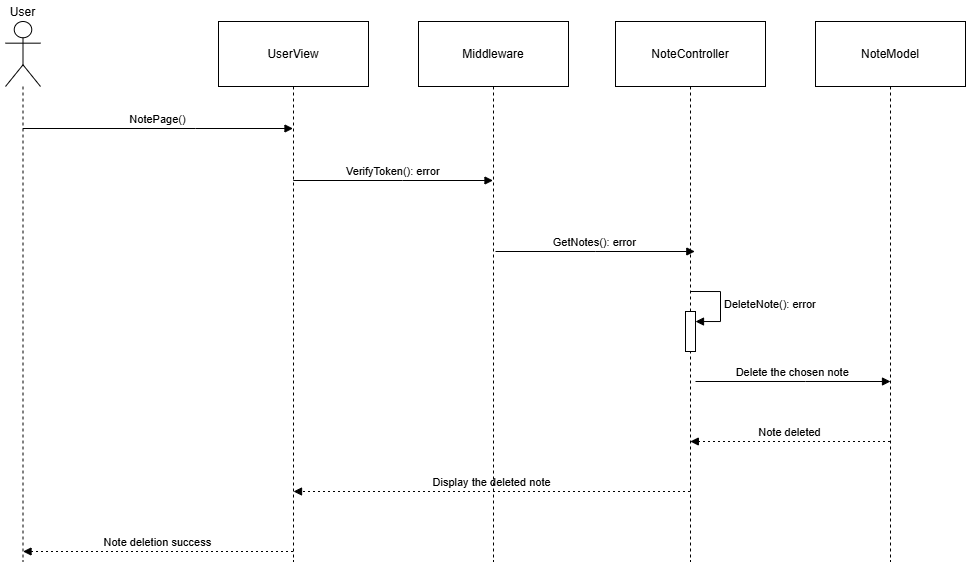 User
UserView
Middleware
NoteController
NoteModel
NotePage()
VerifyToken(): error
GetNotes(): error
DeleteNote(): error
Delete the chosen note
Note deleted
Display the deleted note
Note deletion success